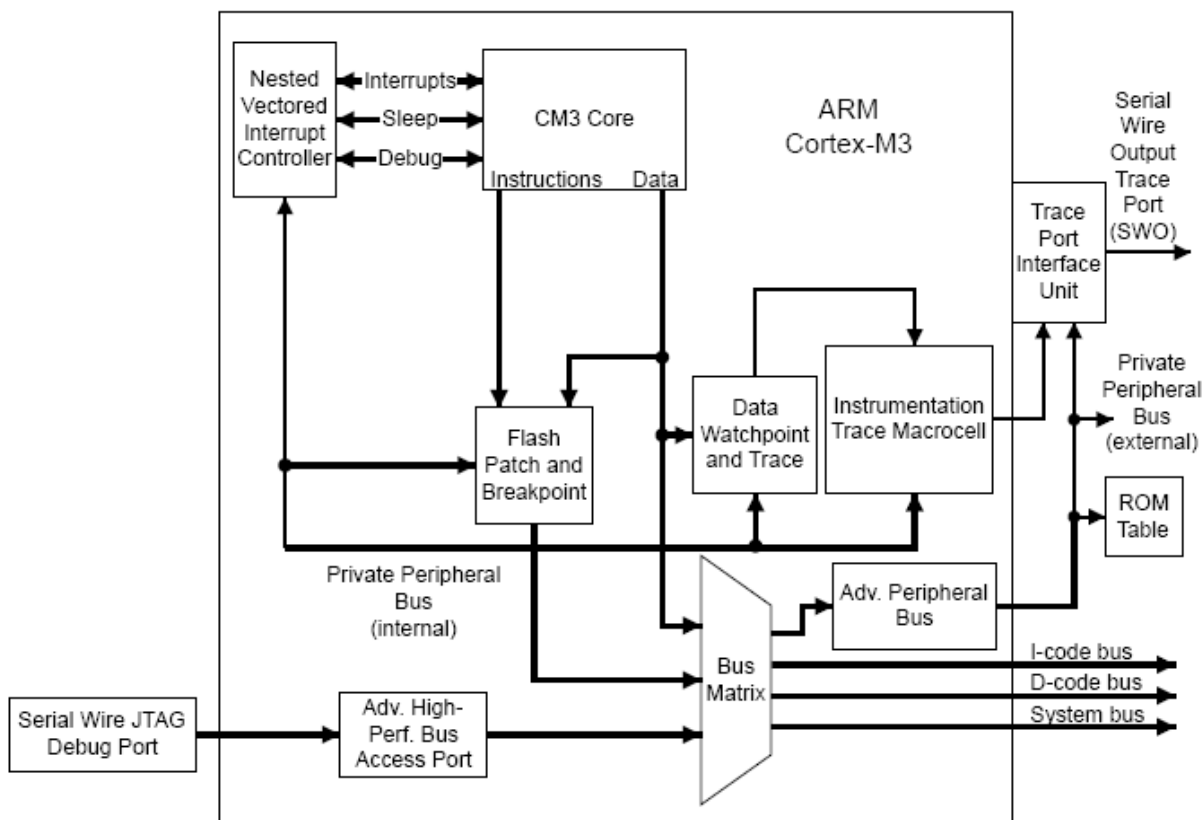 Nested
Vectored
Interrupt
Controller
Interrupts
Sleep
Debug
CM3 Core
Instructions
Data
ARM
Cortex-M3
Serial
Wire
Output
Trace
Port
(SWO)
Trace
Port
Interface
Unit
Flash
Patch and
Breakpoint
Data
Watchpoint
and Trace
Instrumentation
Trace Macrocell
Private
Peripheral
Bus
(external)
ROM
Table
Private Peripheral
Bus
(internal)
Adv. Peripheral
Bus
Bus
Matrix
I-code bus
D-code bus
System bus
Serial Wire JTAG
Debug Port
Adv. High-
Perf. Bus
Access Port